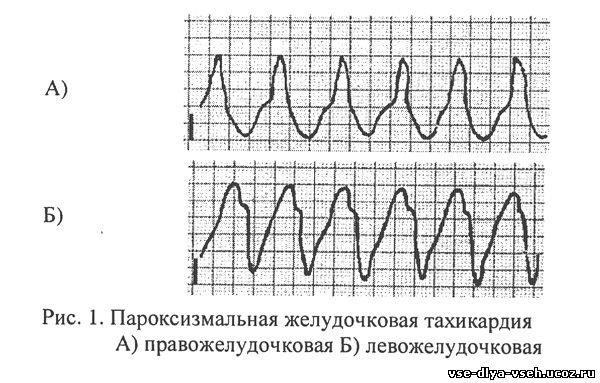 А)
Б)
Рис. 1. Пароксизмальная желудочковая тахикардия
А) правожелудочковая Б) левожелудочковая
vse-dlya-vseh.ucoz.ru